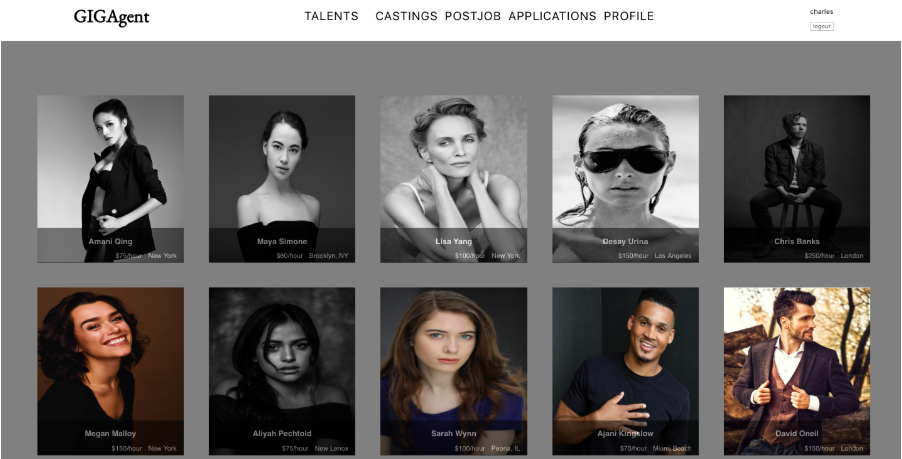 GIGAgent
TALENTS CASTINGS POSTJOB APPLICATIONS PROFILE
charles
logout
Amani Qing
$75/hour New York
Maya Simone
$80/hour Brooklyn, NY
Lisa Yang
$100/hour New York
Desay Urina
$150/hour Los Angeles
Chris Banks
$250/hour London
Megan Malloy
$150/hour New York
Aliyah Pechtold
$75/hour New Lenox
Sarah Wynn
$100/hour Peoria, IL
Ajani Kingslow
$70/hour Miami Beach
David Oneil
$150/hour London